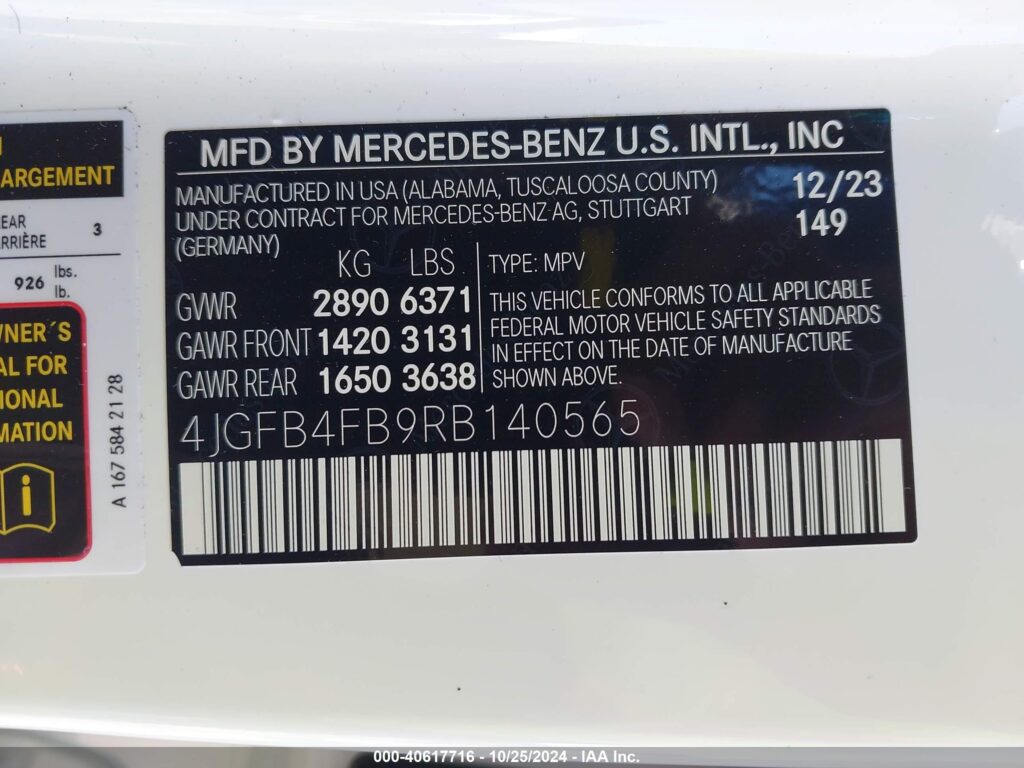 MFD BY MERCEDES-BENZ U.S. INTL., INC
MANUFACTURED IN USA (ALABAMA, TUSCALOOSA COUNTY) 12/23
UNDER CONTRACT FOR MERCEDES-BENZ AG, STUTTGART 149
(GERMANY)
KG LBS
GVWR 2890 6371
GAWR FRONT 1420 3131
GAWR REAR 1650 3638
TYPE: MPV
THIS VEHICLE CONFORMS TO ALL APPLICABLE
FEDERAL MOTOR VEHICLE SAFETY STANDARDS
IN EFFECT ON THE DATE OF MANUFACTURE
SHOWN ABOVE.
4JGFB4FB9RB140565
ARGEMENT
EAR
RRIÈRE 3
926 lbs.
lb.
NER´S
AL FOR
IONAL
MATION
i
A 167 584 21 28
000-40617716 - 10/25/2024 - IAA Inc.